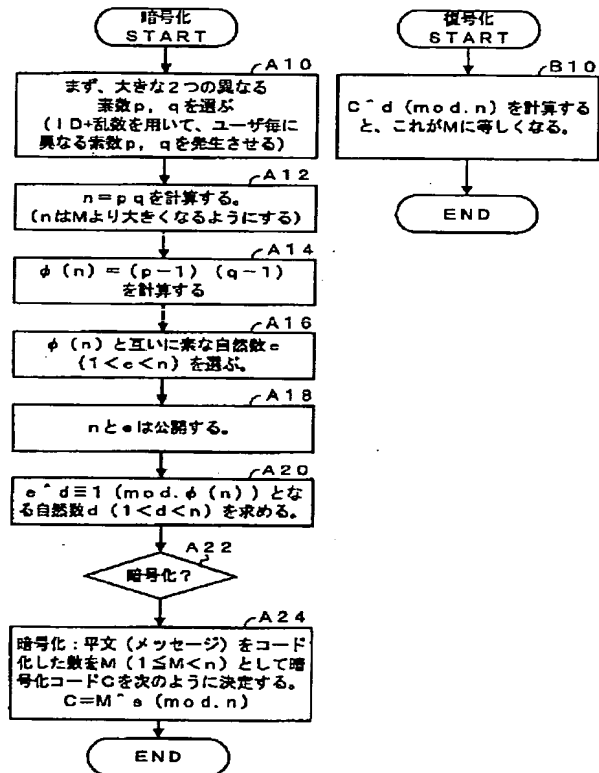 暗号化
START
A10
まず、大きな2つの異なる
素数p，qを選ぶ
(ID+乱数を用いて、ユーザ毎に
異なる素数p，qを発生させる)
A12
n=pqを計算する。
(nはMより大きくなるようにする)
A14
φ(n)=(p-1)(q-1)
を計算する
A16
φ(n)と互いに素な自然数e
(1<e<n)を選ぶ。
A18
nとeは公開する。
A20
e^d≡1(mod.φ(n))とな
る自然数d(1<d<n)を求める。
A22
暗号化？
A24
暗号化：平文(メッセージ)をコード
化した数をM(1≦M<n)として暗
号化コードCを次のように決定する。
C=M^e(mod.n)
END
復号化
START
B10
C^d(mod.n)を計算する
と、これがMに等しくなる。
END